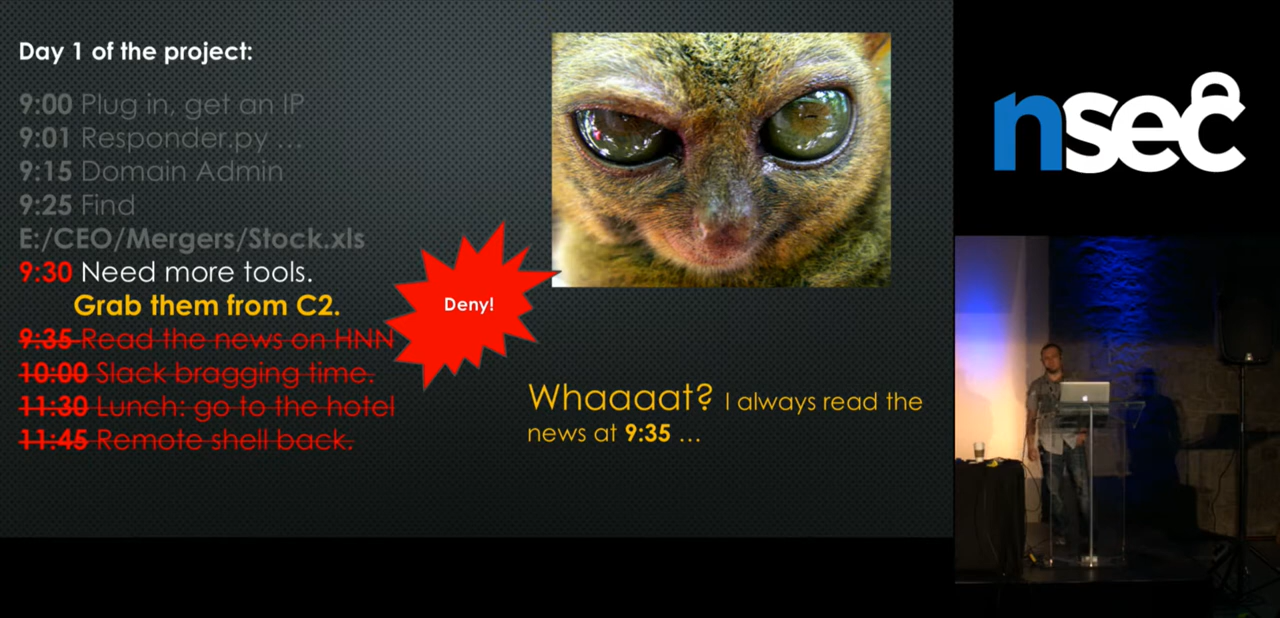 Day 1 of the project:
9:00 Plug in, get an IP
9:01 Responder.py ...
9:15 Domain Admin
9:25 Find
E:/CEO/Mergers/Stock.xls
9:30 Need more tools.
Grab them from C2.
9:35 Read the news on HNN
10:00 Slack bragging time.
11:30 Lunch: go to the hotel
11:45 Remote shell back.
Deny!
Whaaaat? I always read the
news at 9:35 ...
nsec